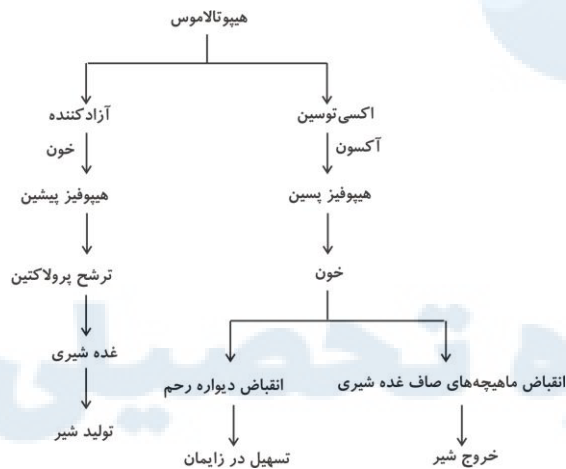 هیپوتالاموس
اکسی‌توسین
آزادکننده
آکسون
خون
هیپوفیز پسین
هیپوفیز پیشین
خون
ترشح پرولاکتین
غده شیری
انقباض ماهیچه‌های صاف غده شیری
انقباض دیواره رحم
تولید شیر
خروج شیر
تسهیل در زایمان